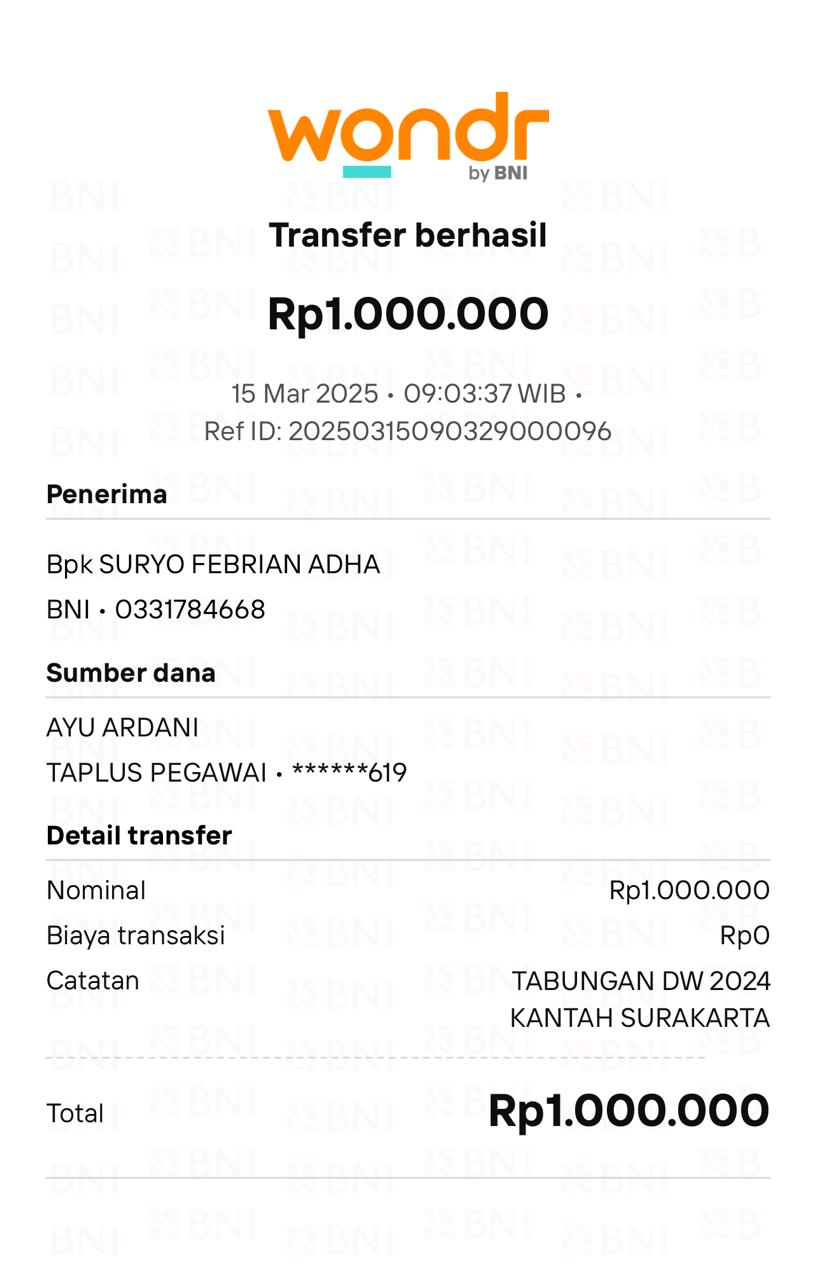 wondr
by BNI
Transfer berhasil
Rp1.000.000
15 Mar 2025 • 09:03:37 WIB •
Ref ID: 20250315090329000096
Penerima
Bpk SURYO FEBRIAN ADHA
BNI • 0331784668
Sumber dana
AYU ARDANI
TAPLUS PEGAWAI • ******619
Detail transfer
Nominal Rp1.000.000
Biaya transaksi Rp0
Catatan TABUNGAN DW 2024
KANTAH SURAKARTA
Total Rp1.000.000